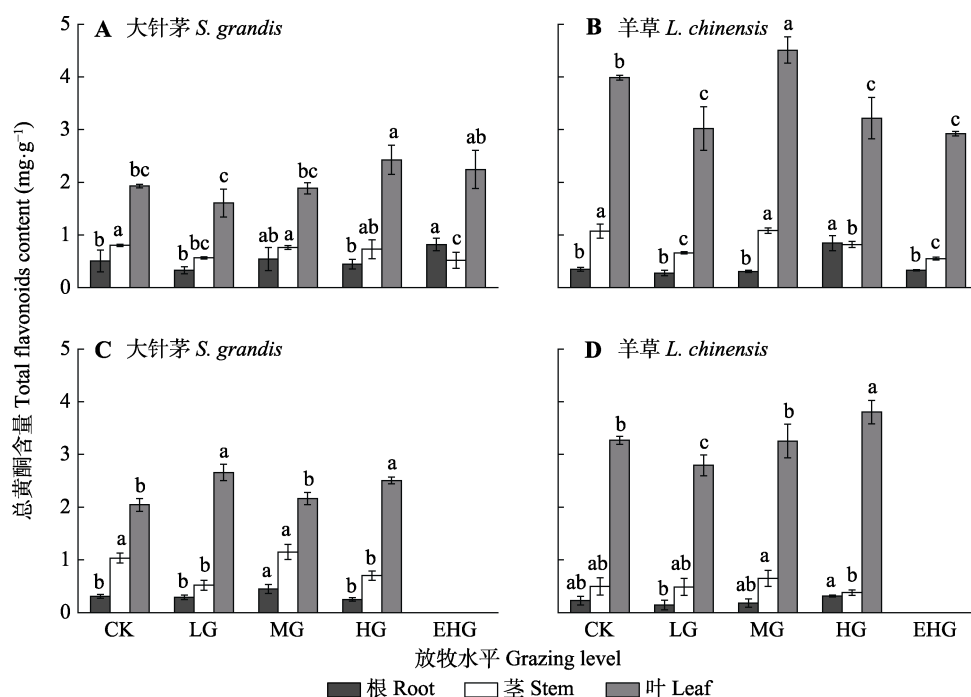 总黄酮含量 Total flavonoids content (mg·g⁻¹)
A 大针茅 S. grandis
5
4
3
2
1
0
b a bc
b bc c
ab a bc
b ab a
a c ab
B 羊草 L. chinensis
b a b
b c c
b a a
a b c
b c c
C 大针茅 S. grandis
5
4
3
2
1
0
b a b
b b a
a a b
b b a
CK LG MG HG EHG
D 羊草 L. chinensis
ab ab b
b ab c
ab a b
a b a
CK LG MG HG EHG
放牧水平 Grazing level
根 Root 茎 Stem 叶 Leaf